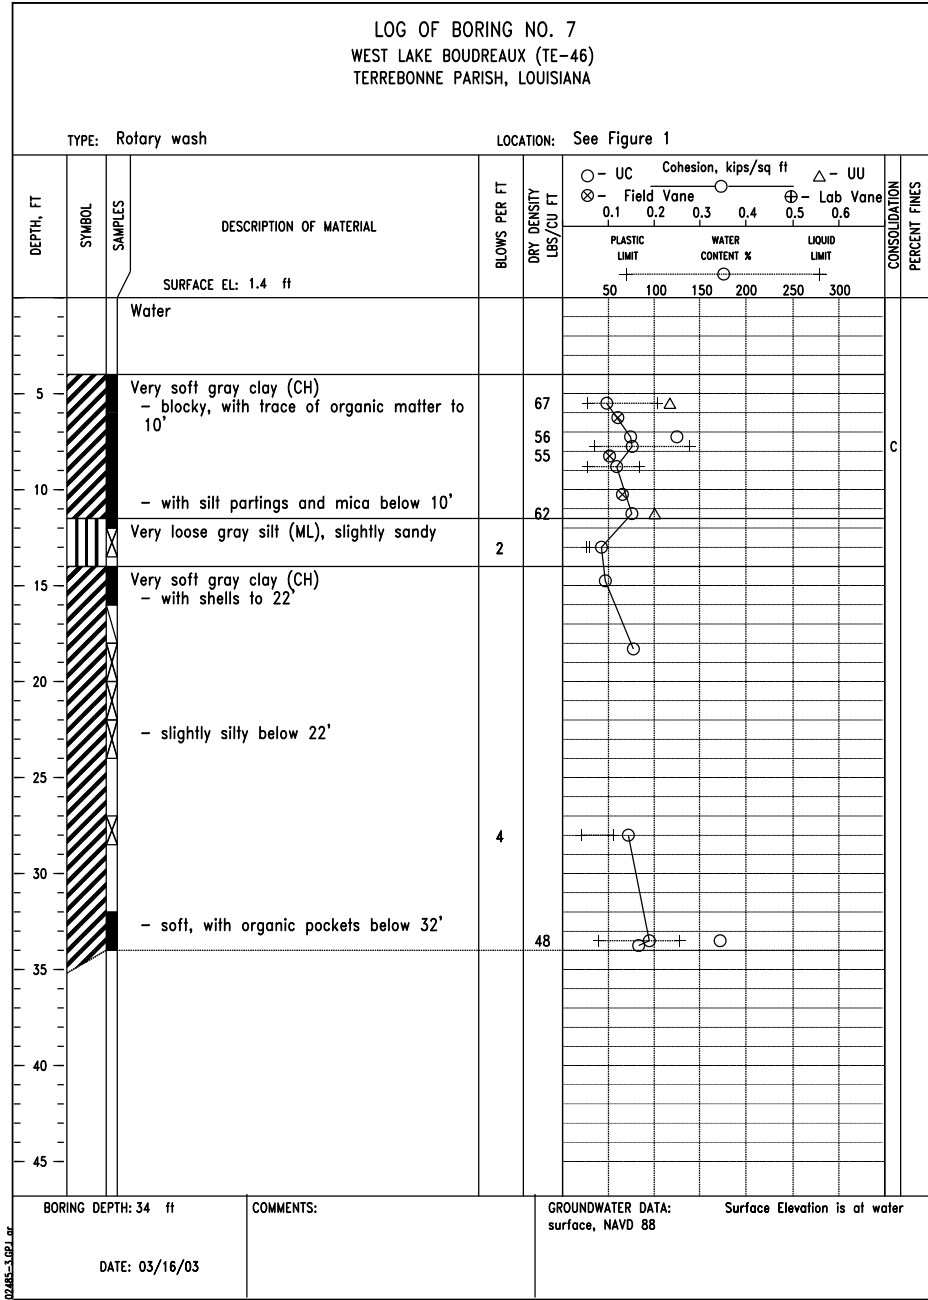 LOG OF BORING NO. 7
WEST LAKE BOUDREAUX (TE-46)
TERREBONNE PARISH, LOUISIANA
TYPE: Rotary wash
LOCATION: See Figure 1
DEPTH, FT
SYMBOL
SAMPLES
DESCRIPTION OF MATERIAL
SURFACE EL: 1.4 ft
BLOWS PER FT
DRY DENSITY
LBS/CU FT
- UC
Cohesion, kips/sq ft
- UU
- Field Vane
- Lab Vane
0.1 0.2 0.3 0.4 0.5 0.6
PLASTIC
LIMIT
WATER
CONTENT %
LIQUID
LIMIT
50 100 150 200 250 300
CONSOLIDATION
PERCENT FINES
Water
5
Very soft gray clay (CH)
- blocky, with trace of organic matter to
10'
67
56
55
C
10
- with silt partings and mica below 10'
62
Very loose gray silt (ML), slightly sandy
2
15
Very soft gray clay (CH)
- with shells to 22'
20
- slightly silty below 22'
25
4
30
- soft, with organic pockets below 32'
48
35
40
45
BORING DEPTH: 34 ft
DATE: 03/16/03
COMMENTS:
GROUNDWATER DATA: Surface Elevation is at water
surface, NAVD 88